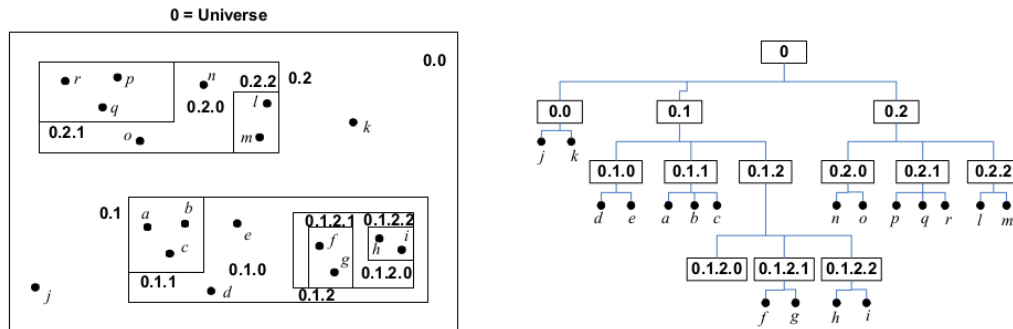 0 = Universe
0.0
r
p
n
0.2.2
0.2
q
0.2.0
l
0.2.1
o
m
k
0.1
a
b
c
e
0.1.2.1
0.1.2.2
f
h
i
g
0.1.2.0
0.1.1
0.1.0
0.1.2
d
j
0
0.0
0.1
0.2
j
k
0.1.0
0.1.1
0.1.2
0.2.0
0.2.1
0.2.2
d
e
a
b
c
n
o
p
q
r
l
m
0.1.2.0
0.1.2.1
0.1.2.2
f
g
h
i